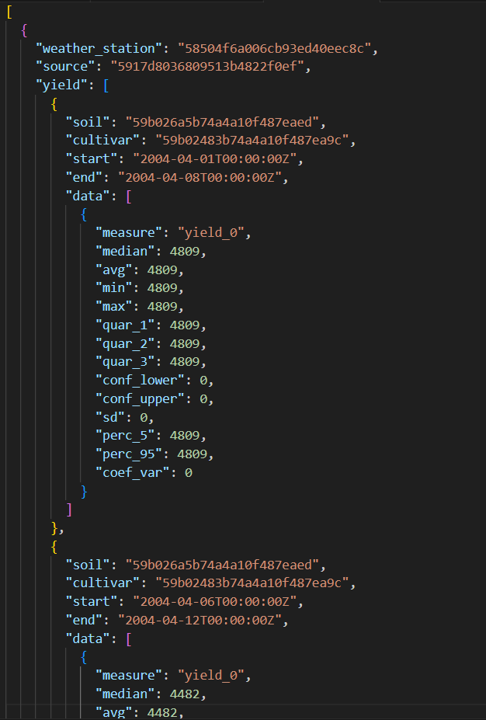 [
{
"weather_station": "58504f6a006cb93ed40eec8c",
"source": "5917d8036809513b4822f0ef",
"yield": [
{
"soil": "59b026a5b74a4a10f487eaed",
"cultivar": "59b02483b74a4a10f487ea9c",
"start": "2004-04-01T00:00:00Z",
"end": "2004-04-08T00:00:00Z",
"data": [
{
"measure": "yield_0",
"median": 4809,
"avg": 4809,
"min": 4809,
"max": 4809,
"quar_1": 4809,
"quar_2": 4809,
"quar_3": 4809,
"conf_lower": 0,
"conf_upper": 0,
"sd": 0,
"perc_5": 4809,
"perc_95": 4809,
"coef_var": 0
}
]
},
{
"soil": "59b026a5b74a4a10f487eaed",
"cultivar": "59b02483b74a4a10f487ea9c",
"start": "2004-04-06T00:00:00Z",
"end": "2004-04-12T00:00:00Z",
"data": [
{
"measure": "yield_0",
"median": 4482,
"avg": 4482,